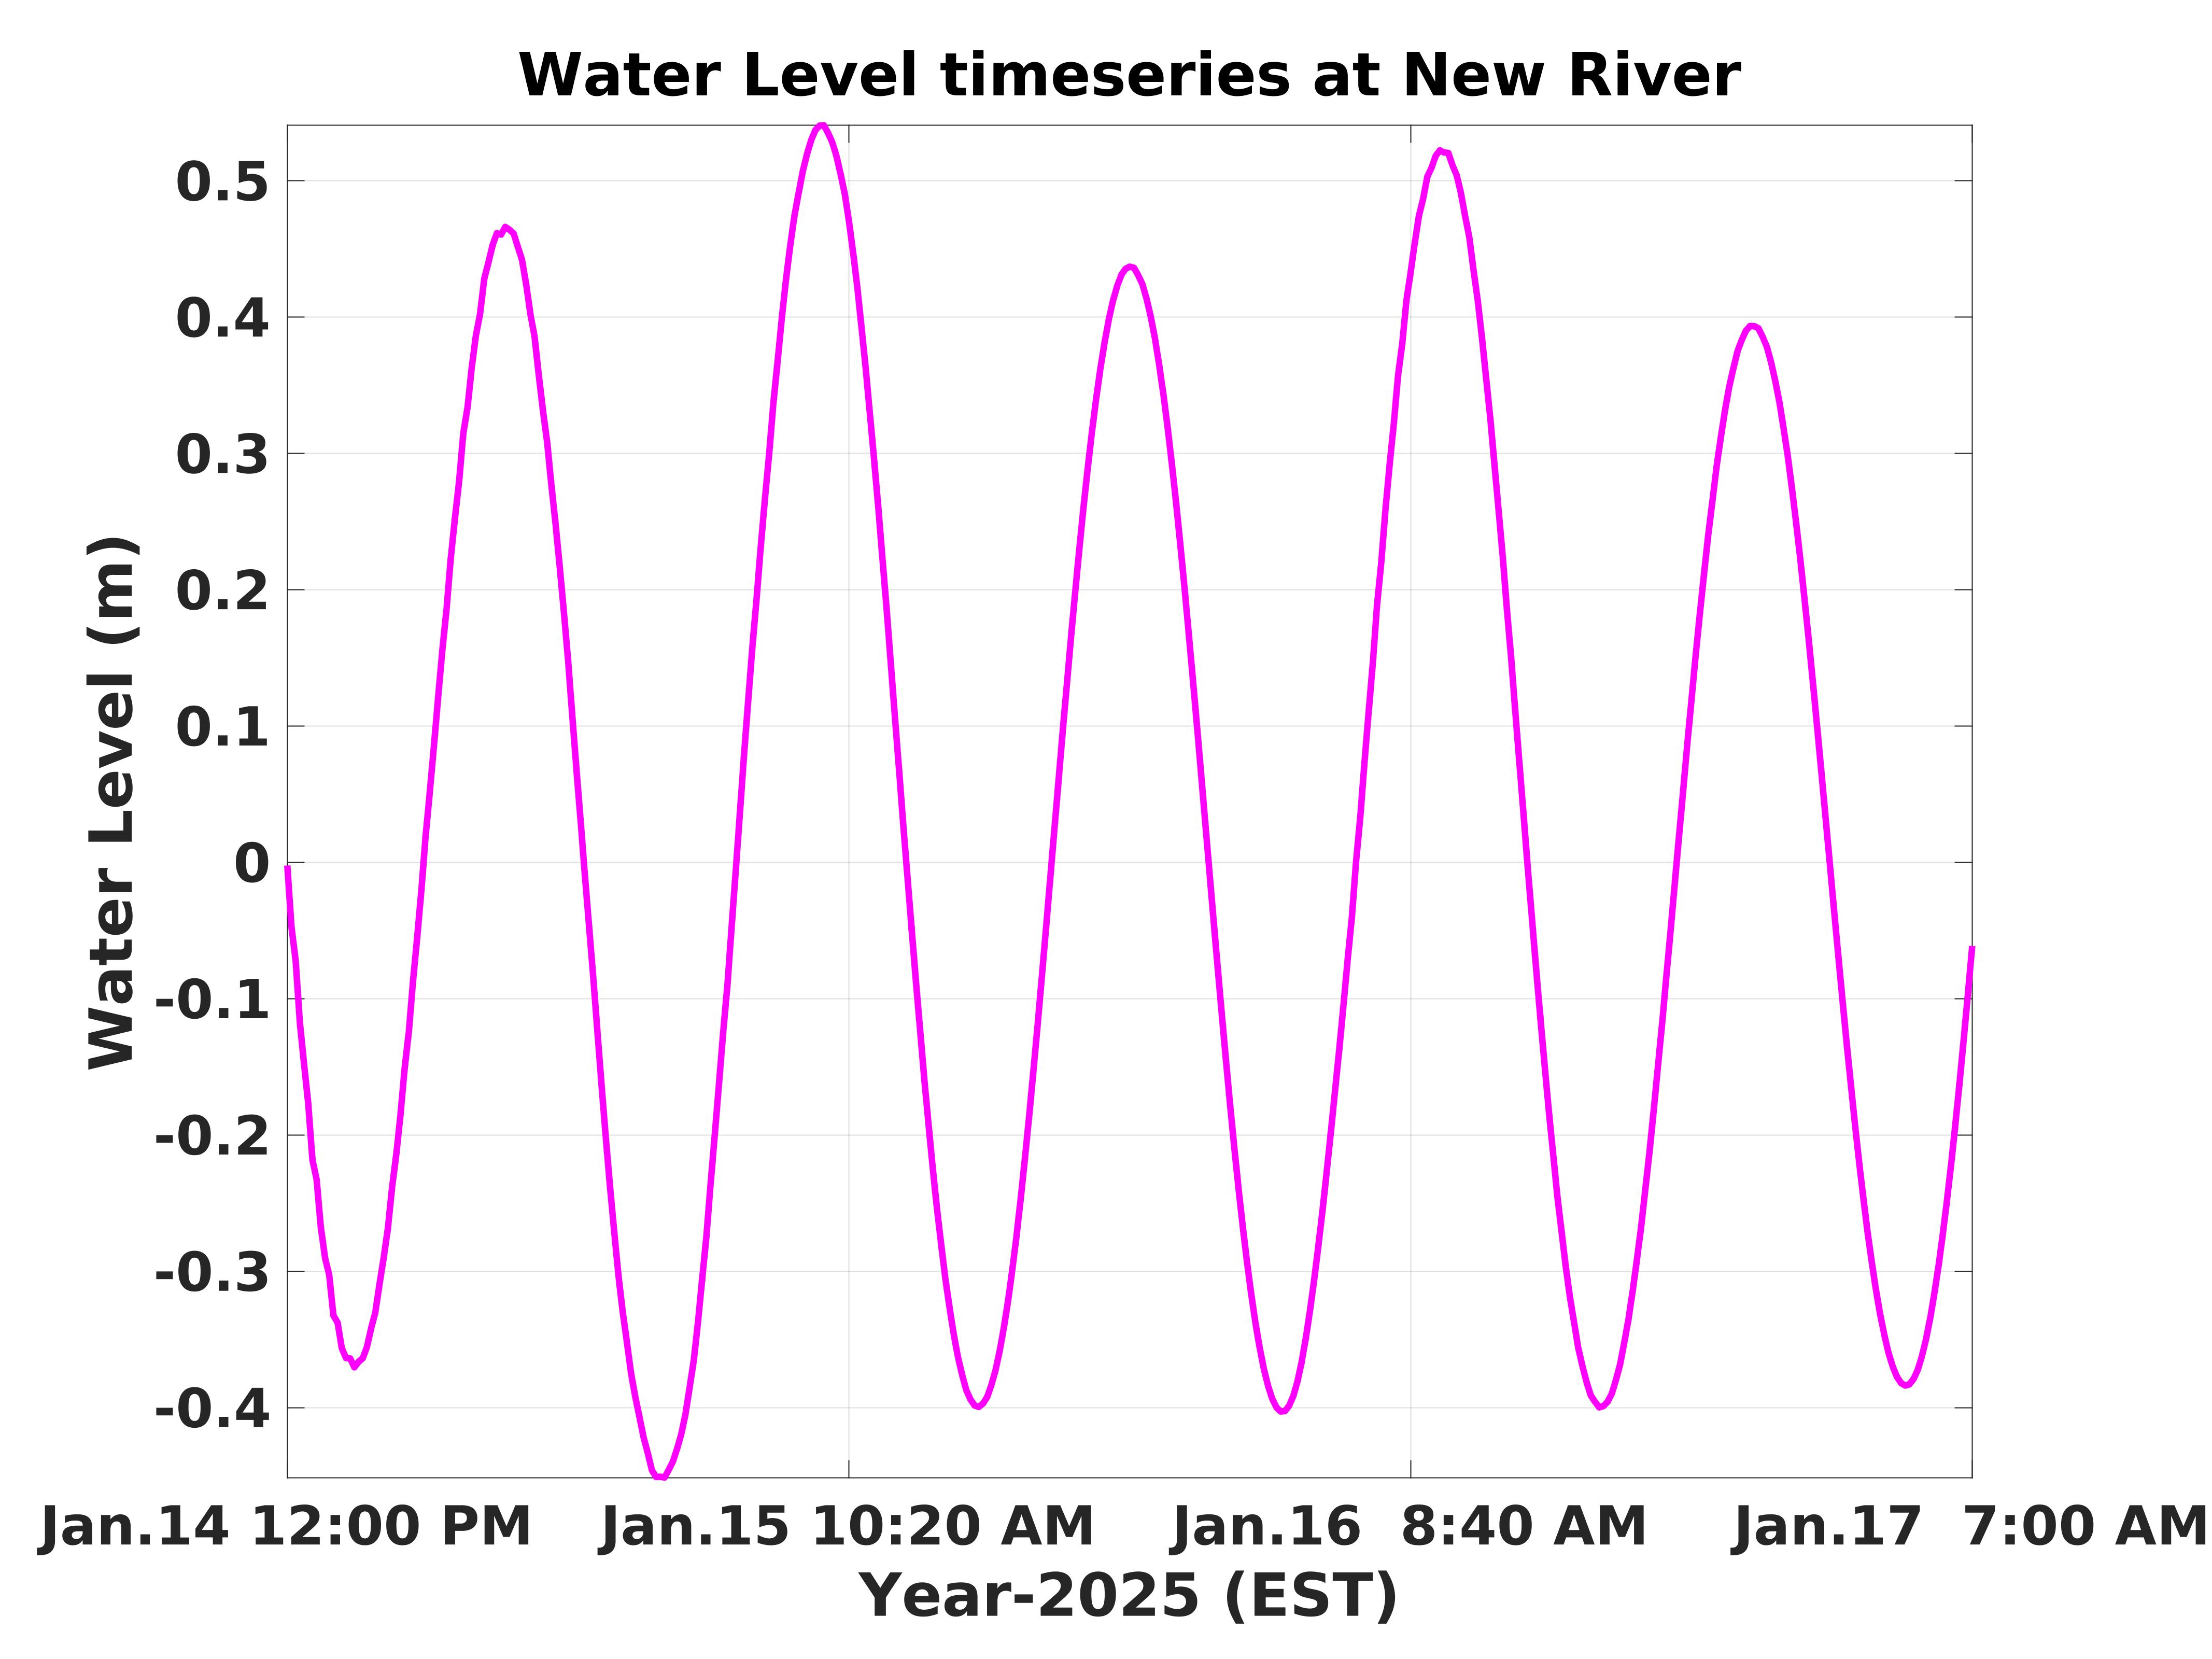 Water Level timeseries at New River
Water Level (m)
0.5
0.4
0.3
0.2
0.1
0
-0.1
-0.2
-0.3
-0.4
Jan.14 12:00 PM
Jan.15 10:20 AM
Jan.16  8:40 AM
Jan.17  7:00 AM
Year-2025 (EST)